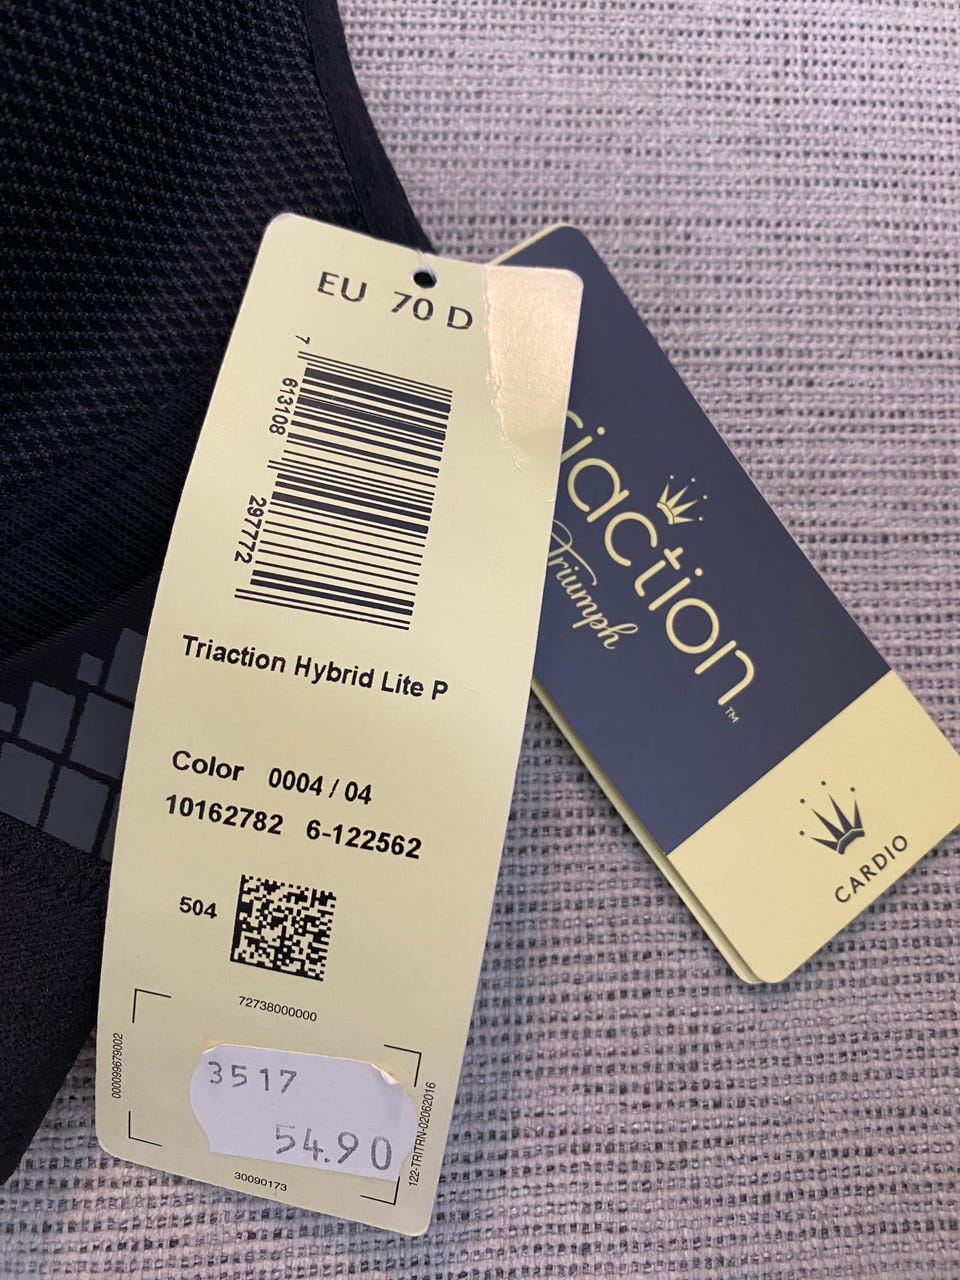 EU 70 D
7 613108 297772
Triaction Hybrid Lite P
Color 0004 / 04
10162782 6-122562
504
72738000000
000099679002
3517
54.90
122-TRITRN-02062016
30090173
riaction
Triumph
TM
CARDIO